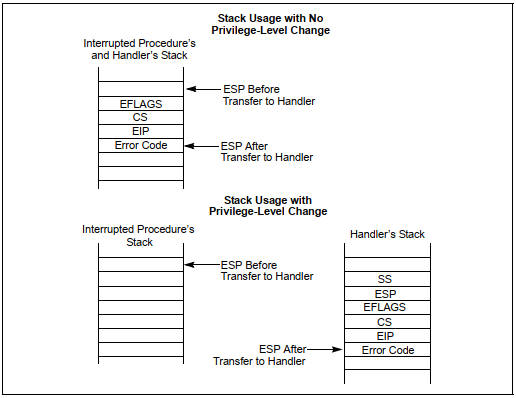 Stack Usage with No
Privilege-Level Change
Interrupted Procedure's
and Handler's Stack
ESP Before
Transfer to Handler
EFLAGS
CS
EIP
Error Code
ESP After
Transfer to Handler
Stack Usage with
Privilege-Level Change
Interrupted Procedure's
Stack
Handler's Stack
ESP Before
Transfer to Handler
SS
ESP
EFLAGS
CS
EIP
Error Code
ESP After
Transfer to Handler